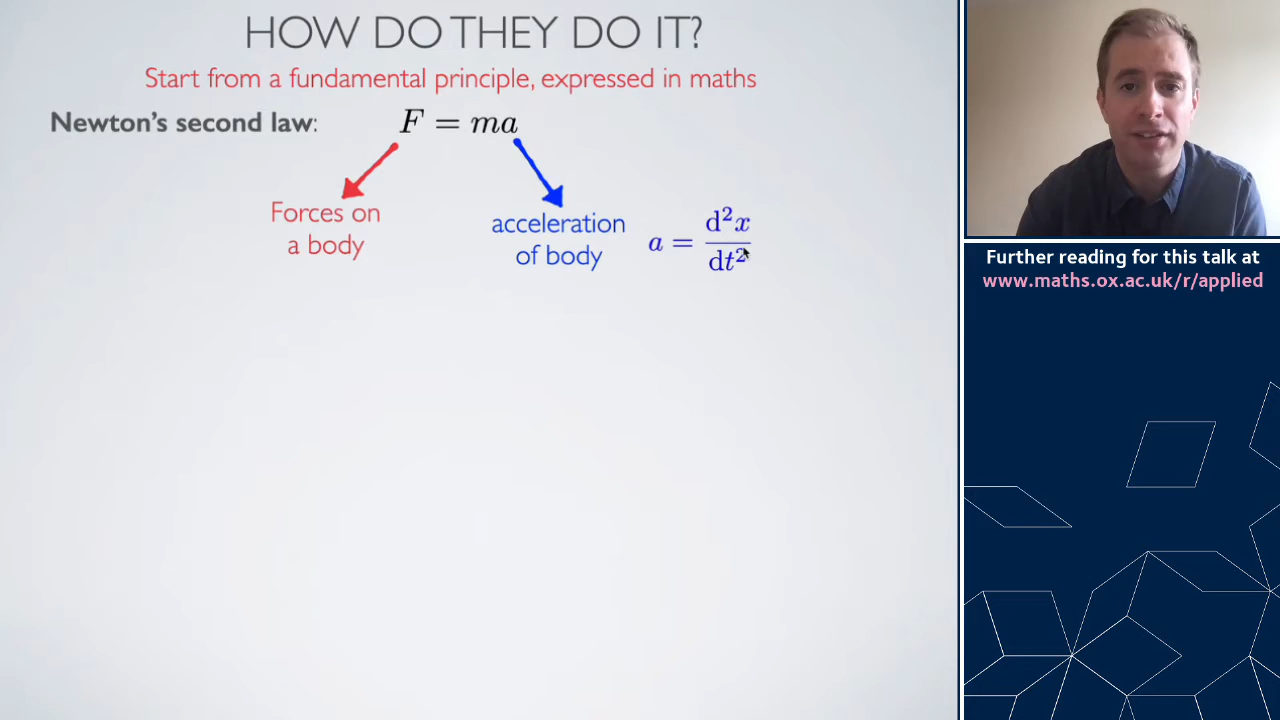 HOW DO THEY DO IT?
Start from a fundamental principle, expressed in maths
Newton's second law: F = ma
Forces on
a body
acceleration
of body
a = d²x/dt²
Further reading for this talk at
www.maths.ox.ac.uk/r/applied